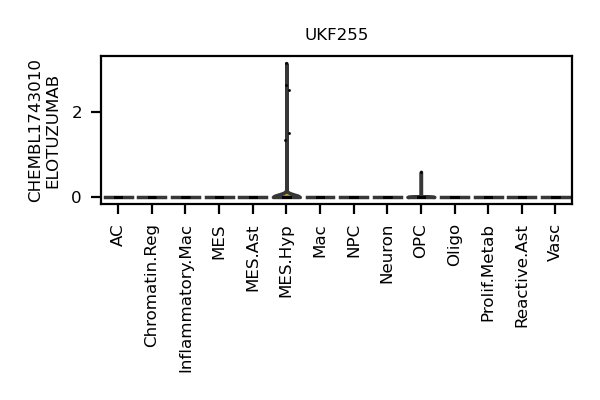 UKF255
CHEMBL1743010
ELOTUZUMAB
2
0
AC
Chromatin.Reg
Inflammatory.Mac
MES
MES.Ast
MES.Hyp
Mac
NPC
Neuron
OPC
Oligo
Prolif.Metab
Reactive.Ast
Vasc